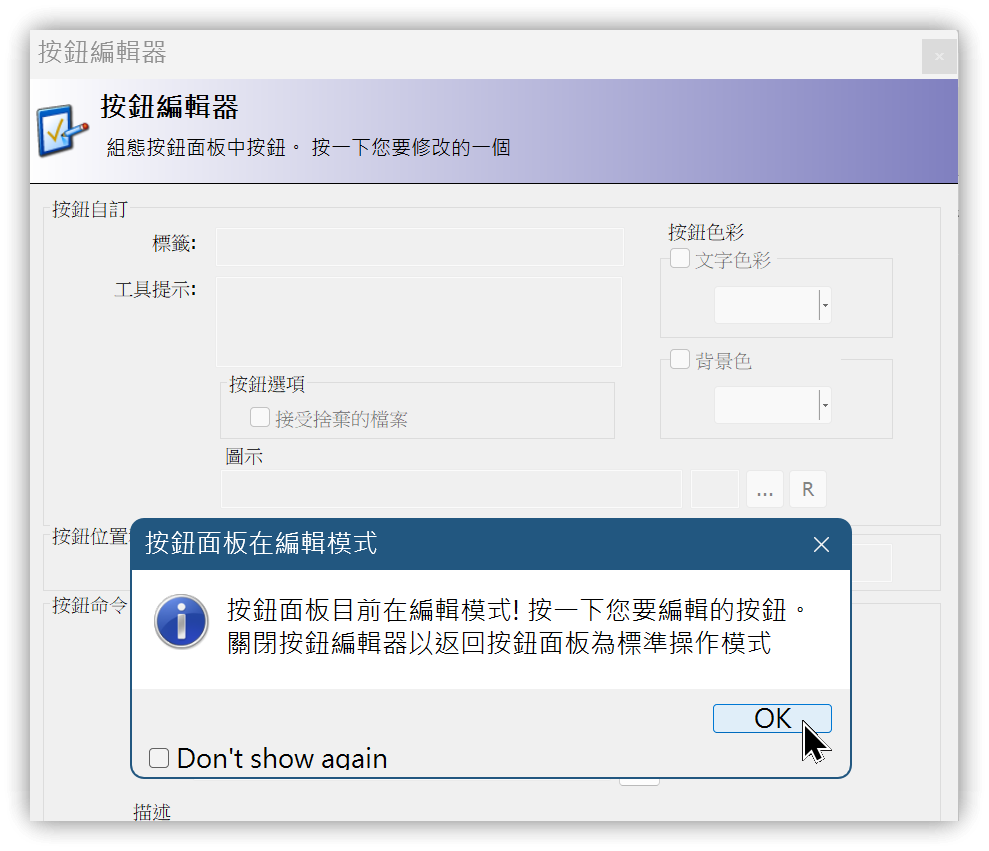 按鈕編輯器
按鈕編輯器
組態按鈕面板中按鈕。 按一下您要修改的一個
按鈕自訂
標籤:
工具提示:
按鈕選項
接受捨棄的檔案
圖示
... R
按鈕色彩
文字色彩
背景色
按鈕位置
按鈕命令
按鈕面板在編輯模式
按鈕面板目前在編輯模式! 按一下您要編輯的按鈕。
關閉按鈕編輯器以返回按鈕面板為標準操作模式
OK
Don't show again
描述